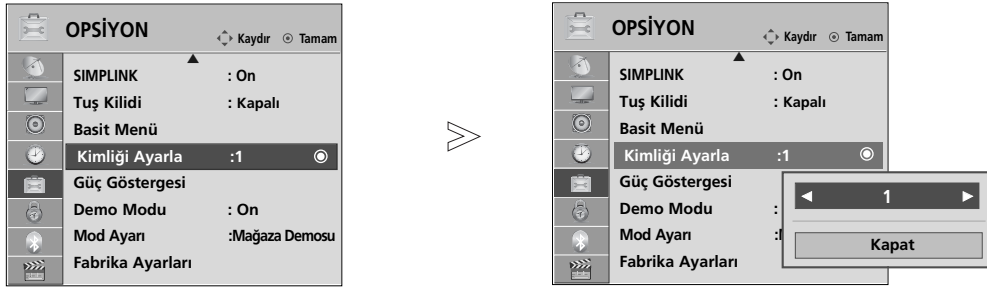 OPSİYON
Kaydır Tamam
SIMPLINK : On
Tuş Kilidi : Kapalı
Basit Menü
Kimliği Ayarla :1
Güç Göstergesi
Demo Modu : On
Mod Ayarı :Mağaza Demosu
Fabrika Ayarları
OPSİYON
Kaydır Tamam
SIMPLINK : On
Tuş Kilidi : Kapalı
Basit Menü
Kimliği Ayarla :1
Güç Göstergesi
Demo Modu :
Mod Ayarı :
Fabrika Ayarları
1
Kapat